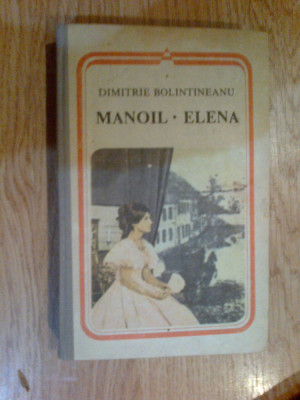 DIMITRIE BOLINTINEANU
MANOIL • ELENA